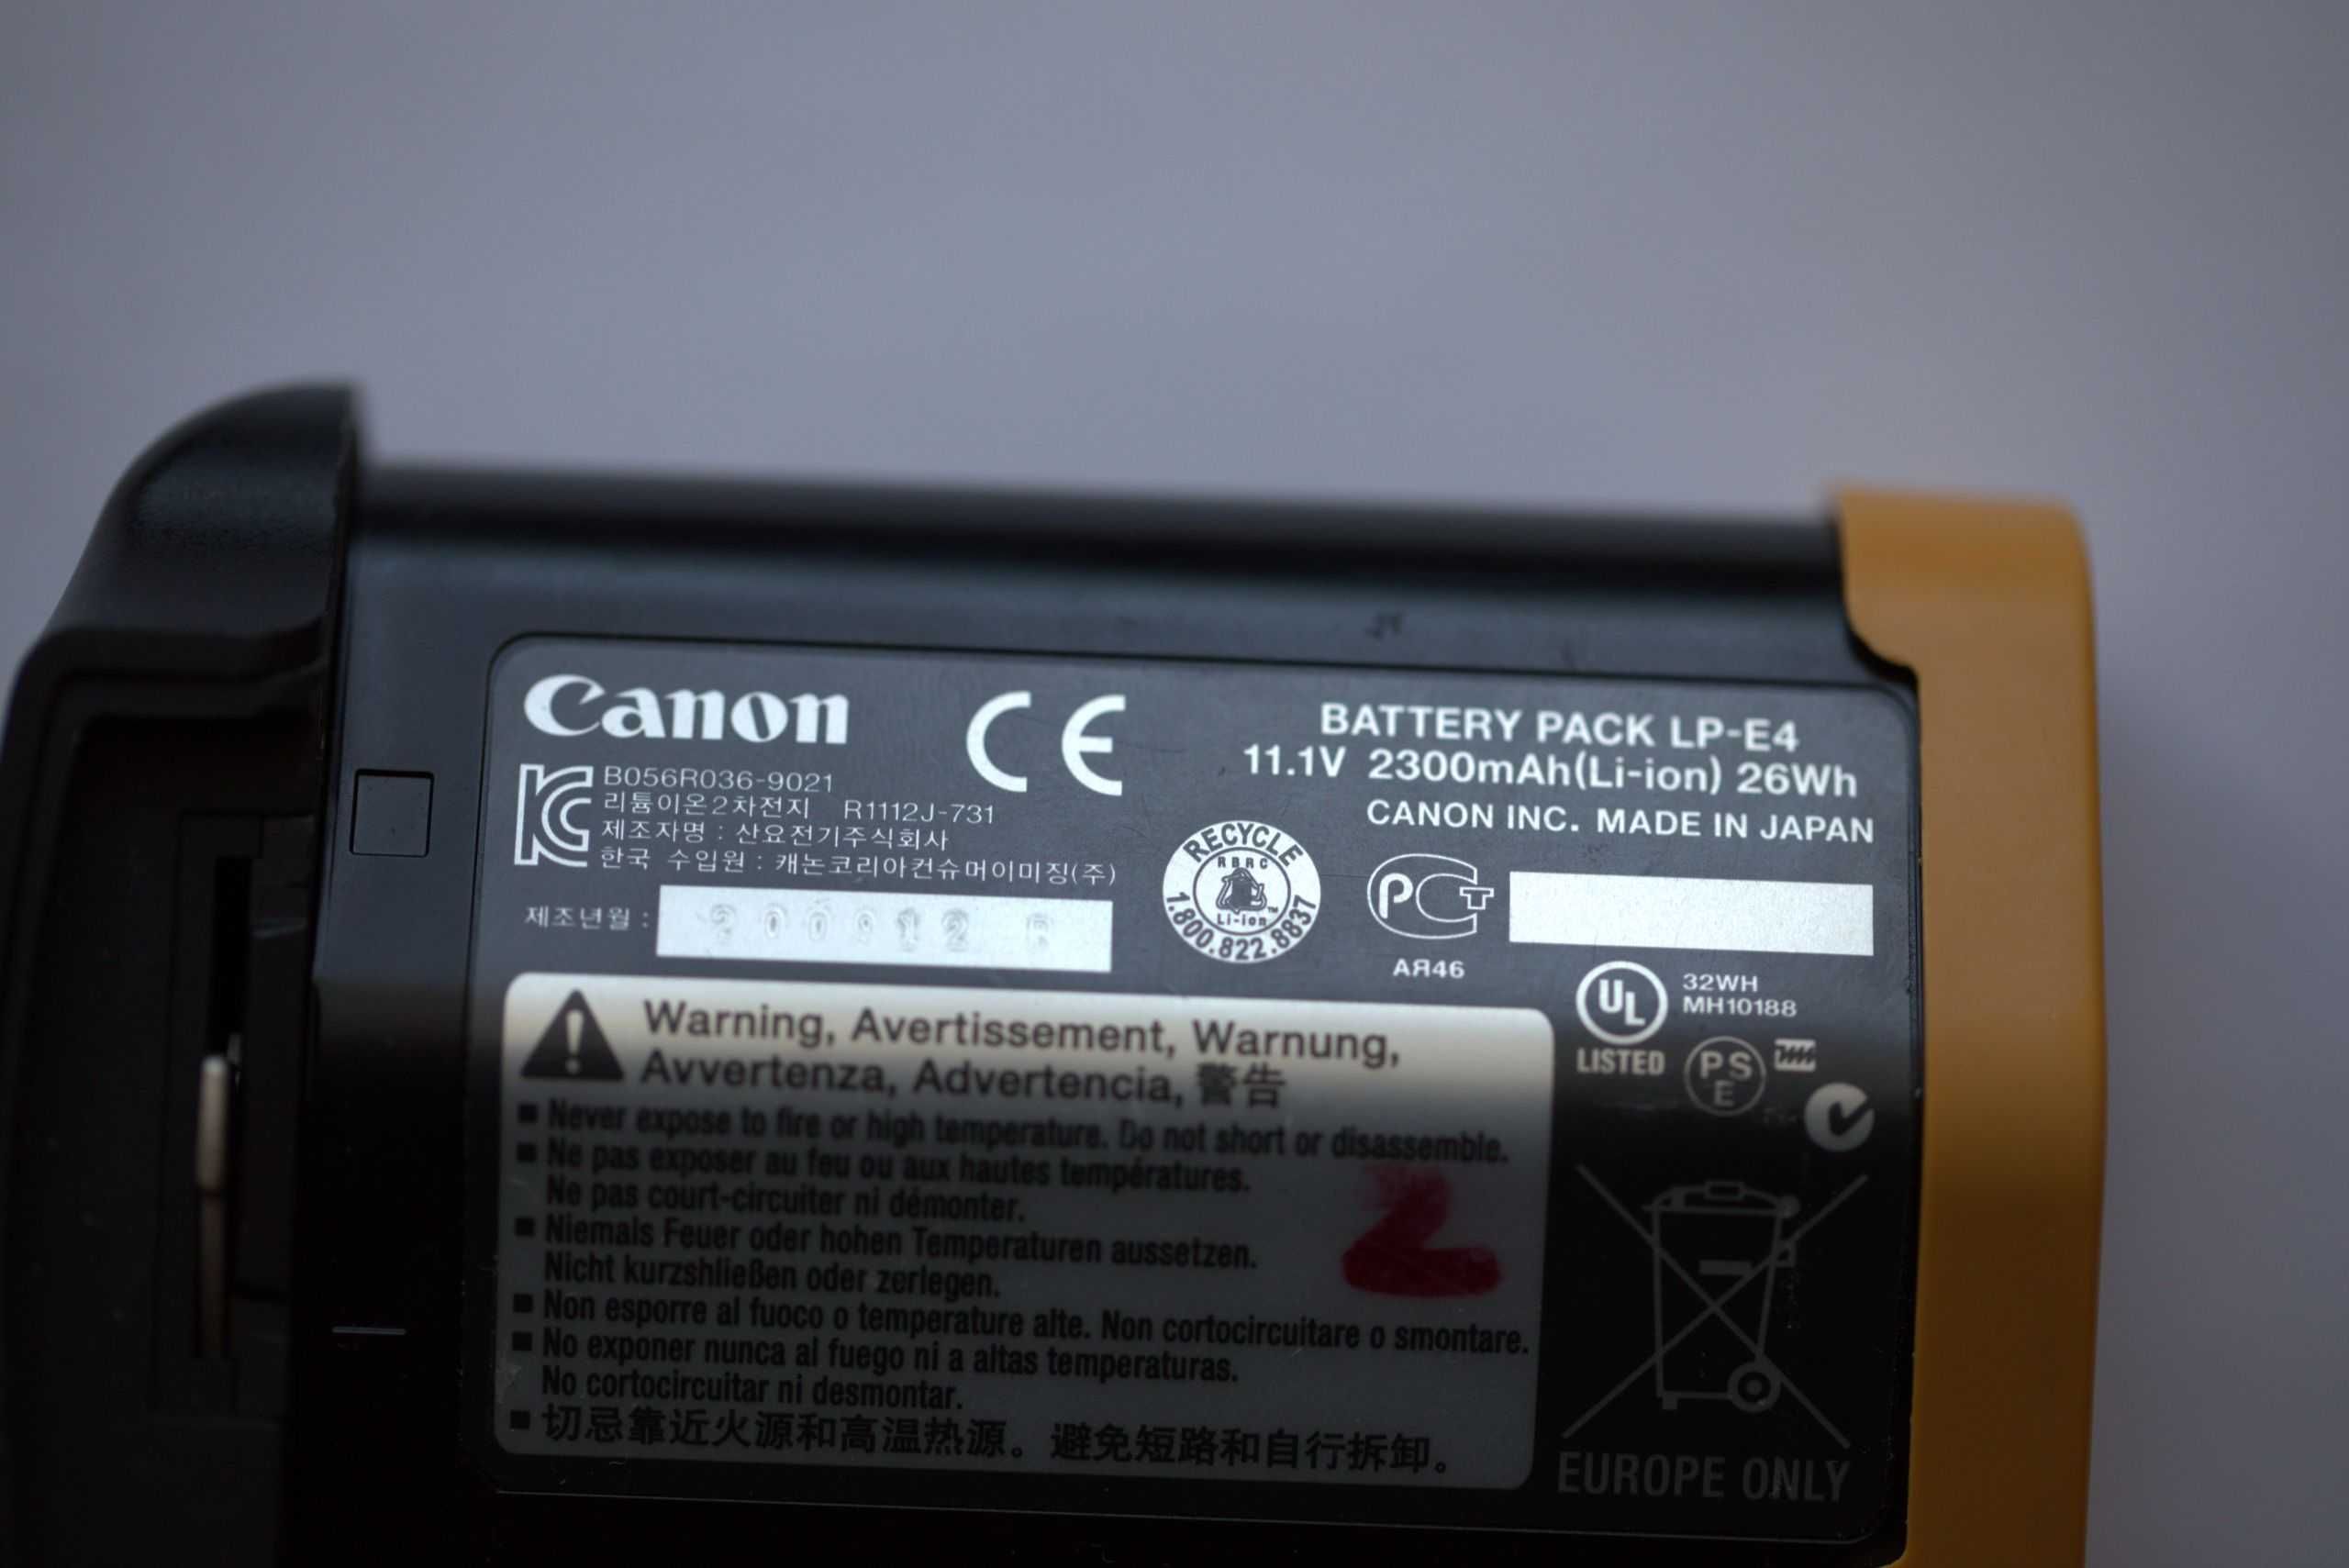 Canon
CE
BATTERY PACK LP-E4
11.1V 2300mAh(Li-ion) 26Wh
CANON INC. MADE IN JAPAN
B056R036-9021
리튬이온2차전지 R1112J-731
제조자명 : 산요전기주식회사
한국 수입원 : 캐논코리아컨슈머이미징(주)
제조년월 : 200912 B
RECYCLE
RBRC
Li-ion™
1.800.822.8837
PCT
АЯ46
UL
LISTED
32WH
MH10188
PS
E
Warning, Avertissement, Warnung,
Avvertenza, Advertencia, 警告
■ Never expose to fire or high temperature. Do not short or disassemble.
■ Ne pas exposer au feu ou aux hautes températures.
Ne pas court-circuiter ni démonter.
■ Niemals Feuer oder hohen Temperaturen aussetzen.
Nicht kurzshließen oder zerlegen.
■ Non esporre al fuoco o temperature alte. Non cortocircuitare o smontare.
■ No exponer nunca al fuego ni a altas temperaturas.
No cortocircuitar ni desmontar.
■ 切忌靠近火源和高温热源。避免短路和自行拆卸。
2
EUROPE ONLY